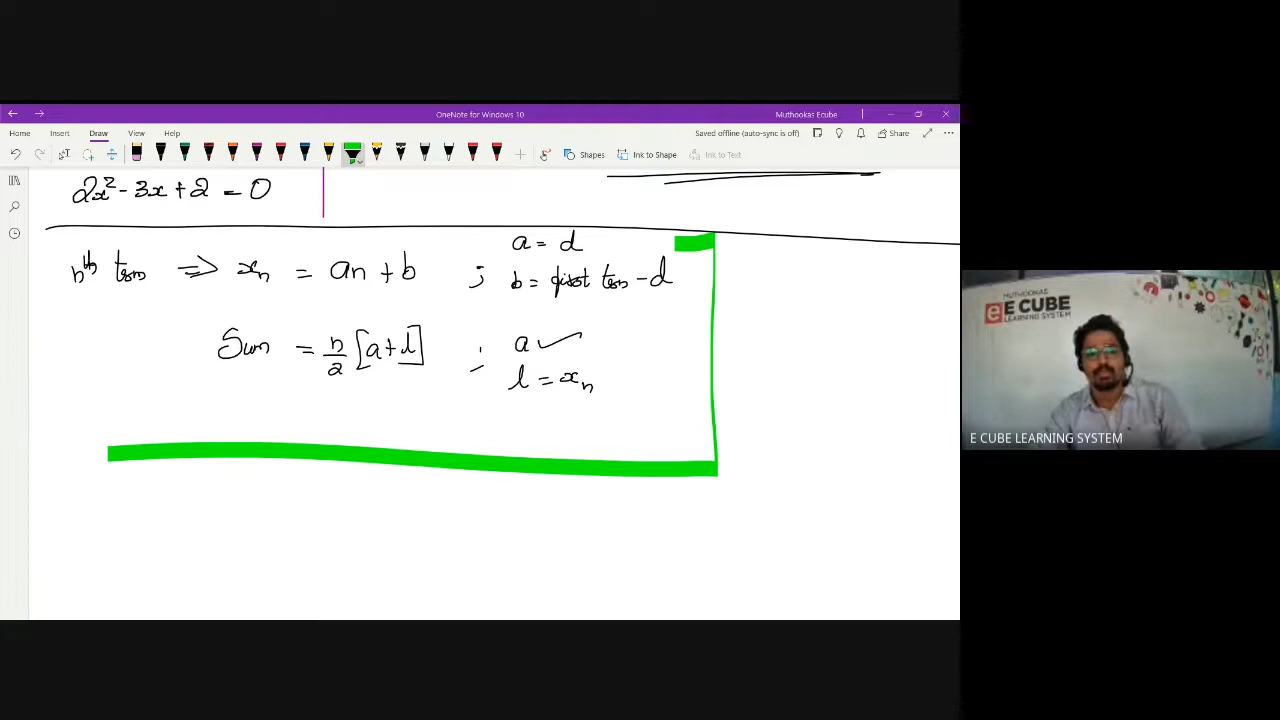 OneNote for Windows 10
Muthookas Ecube
Home Insert Draw View Help
Saved offline (auto-sync is off)
Share
Shapes
Ink to Shape
Ink to Text
2x² - 3x + 2 = 0
nth term ⇒ xₙ = an + b ; a = d
b = first term - d
Sum = n/2 [a + l] ; a ✓
l = xₙ
MUTHOOKAS
e E CUBE
LEARNING SYSTEM
E CUBE LEARNING SYSTEM